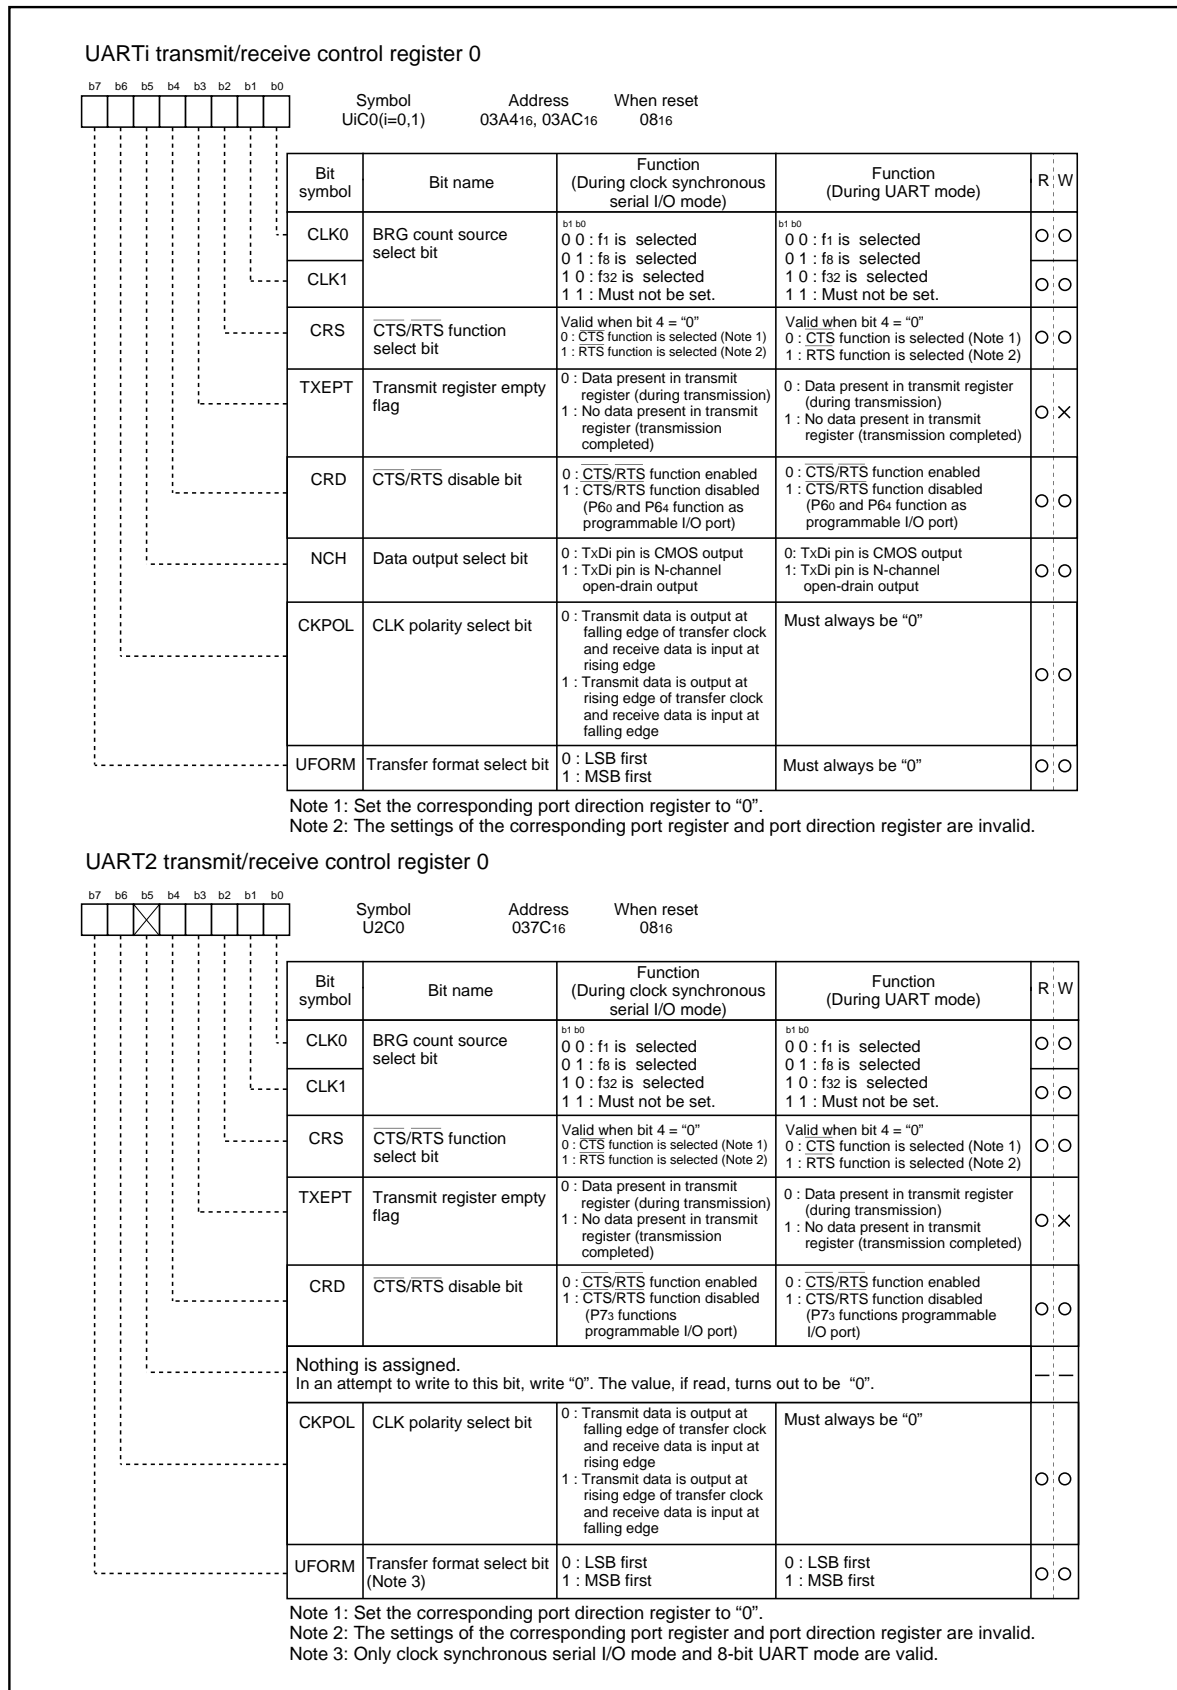 UARTi transmit/receive control register 0
b7 b6 b5 b4 b3 b2 b1 b0
Symbol Address When reset
UiC0(i=0,1) 03A416, 03AC16 0816
Bit symbol Bit name Function (During clock synchronous serial I/O mode) Function (During UART mode) R W
CLK0 BRG count source select bit
CLK1
b1 b0
0 0 : f1 is selected
0 1 : f8 is selected
1 0 : f32 is selected
1 1 : Must not be set.
b1 b0
0 0 : f1 is selected
0 1 : f8 is selected
1 0 : f32 is selected
1 1 : Must not be set.
CRS
CTS/RTS function
select bit
Valid when bit 4 = “0”
0 : CTS function is selected (Note 1)
1 : RTS function is selected (Note 2)
Valid when bit 4 = “0”
0 : CTS function is selected (Note 1)
1 : RTS function is selected (Note 2)
TXEPT
Transmit register empty
flag
0 : Data present in transmit
register (during transmission)
1 : No data present in transmit
register (transmission
completed)
0 : Data present in transmit register
(during transmission)
1 : No data present in transmit
register (transmission completed)
CRD
CTS/RTS disable bit
0 : CTS/RTS function enabled
1 : CTS/RTS function disabled
(P60 and P64 function as
programmable I/O port)
0 : CTS/RTS function enabled
1 : CTS/RTS function disabled
(P60 and P64 function as
programmable I/O port)
NCH
Data output select bit
0 : TXDi pin is CMOS output
1 : TXDi pin is N-channel
open-drain output
0: TXDi pin is CMOS output
1: TXDi pin is N-channel
open-drain output
CKPOL
CLK polarity select bit
0 : Transmit data is output at
falling edge of transfer clock
and receive data is input at
rising edge
1 : Transmit data is output at
rising edge of transfer clock
and receive data is input at
falling edge
Must always be “0”
UFORM
Transfer format select bit
0 : LSB first
1 : MSB first
Must always be “0”
Note 1: Set the corresponding port direction register to “0”.
Note 2: The settings of the corresponding port register and port direction register are invalid.
UART2 transmit/receive control register 0
b7 b6 b5 b4 b3 b2 b1 b0
Symbol Address When reset
U2C0 037C16 0816
Bit symbol Bit name Function (During clock synchronous serial I/O mode) Function (During UART mode) R W
CLK0 BRG count source select bit
CLK1
b1 b0
0 0 : f1 is selected
0 1 : f8 is selected
1 0 : f32 is selected
1 1 : Must not be set.
b1 b0
0 0 : f1 is selected
0 1 : f8 is selected
1 0 : f32 is selected
1 1 : Must not be set.
CRS
CTS/RTS function
select bit
Valid when bit 4 = “0”
0 : CTS function is selected (Note 1)
1 : RTS function is selected (Note 2)
Valid when bit 4 = “0”
0 : CTS function is selected (Note 1)
1 : RTS function is selected (Note 2)
TXEPT
Transmit register empty
flag
0 : Data present in transmit
register (during transmission)
1 : No data present in transmit
register (transmission
completed)
0 : Data present in transmit register
(during transmission)
1 : No data present in transmit
register (transmission completed)
CRD
CTS/RTS disable bit
0 : CTS/RTS function enabled
1 : CTS/RTS function disabled
(P73 functions
programmable I/O port)
0 : CTS/RTS function enabled
1 : CTS/RTS function disabled
(P73 functions programmable
I/O port)
Nothing is assigned.
In an attempt to write to this bit, write “0”. The value, if read, turns out to be “0”.
CKPOL
CLK polarity select bit
0 : Transmit data is output at
falling edge of transfer clock
and receive data is input at
rising edge
1 : Transmit data is output at
rising edge of transfer clock
and receive data is input at
falling edge
Must always be “0”
UFORM
Transfer format select bit
(Note 3)
0 : LSB first
1 : MSB first
0 : LSB first
1 : MSB first
Note 1: Set the corresponding port direction register to “0”.
Note 2: The settings of the corresponding port register and port direction register are invalid.
Note 3: Only clock synchronous serial I/O mode and 8-bit UART mode are valid.